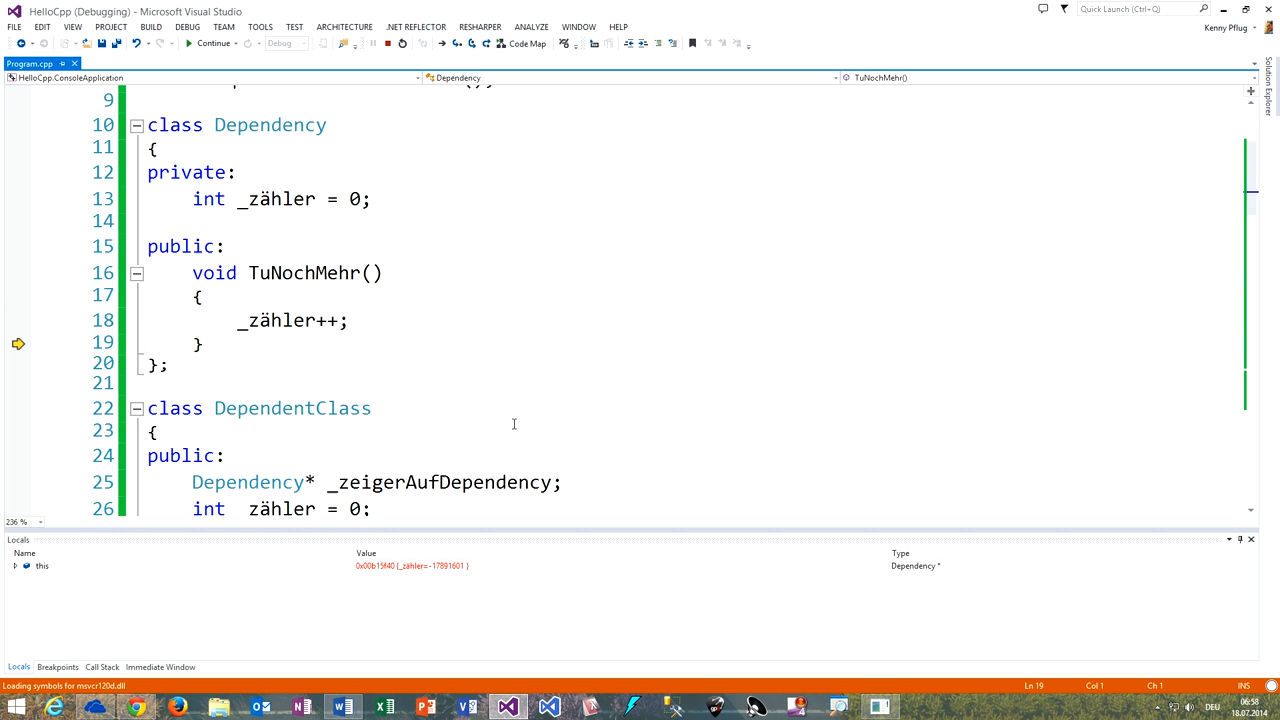 HelloCpp (Debugging) - Microsoft Visual Studio
Quick Launch (Ctrl+Q)
FILE EDIT VIEW PROJECT BUILD DEBUG TEAM TOOLS TEST ARCHITECTURE .NET REFLECTOR RESHARPER ANALYZE WINDOW HELP
Kenny Pflug
Continue Debug Code Map
Program.cpp
HelloCpp.ConsoleApplication Dependency TuNochMehr()
Solution Explorer
9
10 class Dependency
11 {
12 private:
13 int _zähler = 0;
14
15 public:
16 void TuNochMehr()
17 {
18 _zähler++;
19 }
20 };
21
22 class DependentClass
23 {
24 public:
25 Dependency* _zeigerAufDependency;
26 int zähler = 0;
236 %
Locals
Name Value Type
this 0x00b15f40 {_zähler=-17891601 } Dependency *
Locals Breakpoints Call Stack Immediate Window
Loading symbols for msvcr120d.dll Ln 19 Col 1 Ch 1 INS
DEU 06:58
18.07.2014